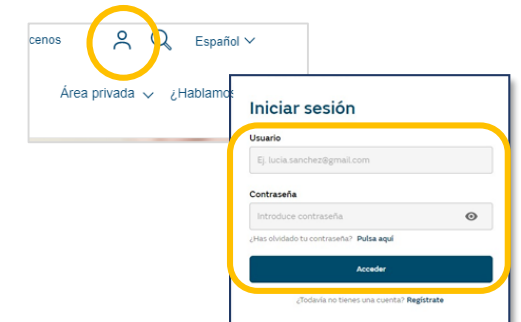 cenos
Español
Área privada
¿Hablamos
Iniciar sesión
Usuario
Ej. lucia.sanchez@gmail.com
Contraseña
Introduce contraseña
¿Has olvidado tu contraseña? Pulsa aquí
Acceder
¿Todavía no tienes una cuenta? Regístrate